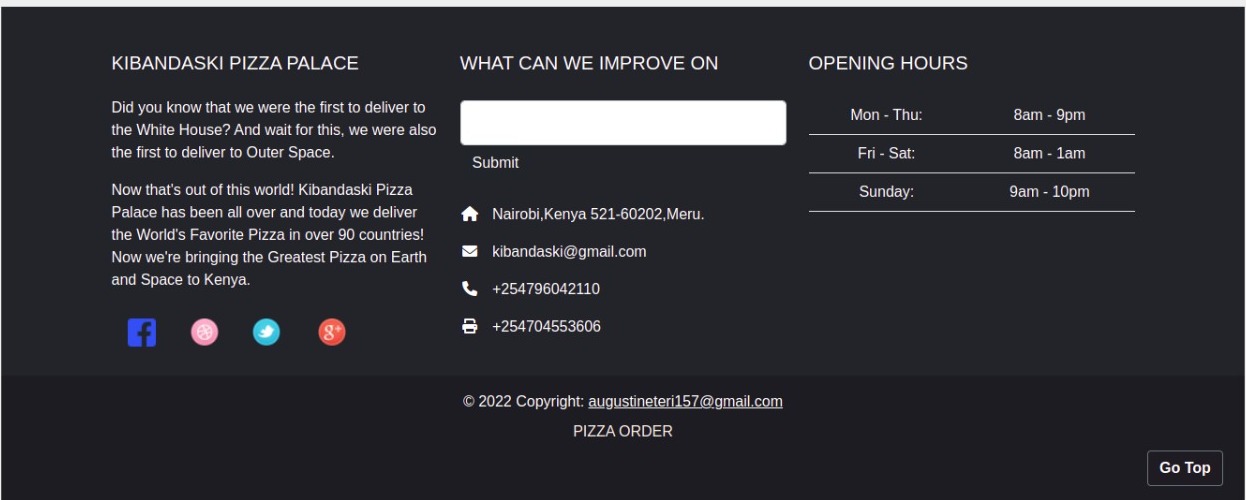 KIBANDASKI PIZZA PALACE
Did you know that we were the first to deliver to
the White House? And wait for this, we were also
the first to deliver to Outer Space.
Now that's out of this world! Kibandaski Pizza
Palace has been all over and today we deliver
the World's Favorite Pizza in over 90 countries!
Now we're bringing the Greatest Pizza on Earth
and Space to Kenya.
g+
WHAT CAN WE IMPROVE ON
Submit
Nairobi,Kenya 521-60202,Meru.
kibandaski@gmail.com
+254796042110
+254704553606
OPENING HOURS
Mon - Thu: 8am - 9pm
Fri - Sat: 8am - 1am
Sunday: 9am - 10pm
© 2022 Copyright: augustineteri157@gmail.com
PIZZA ORDER
Go Top